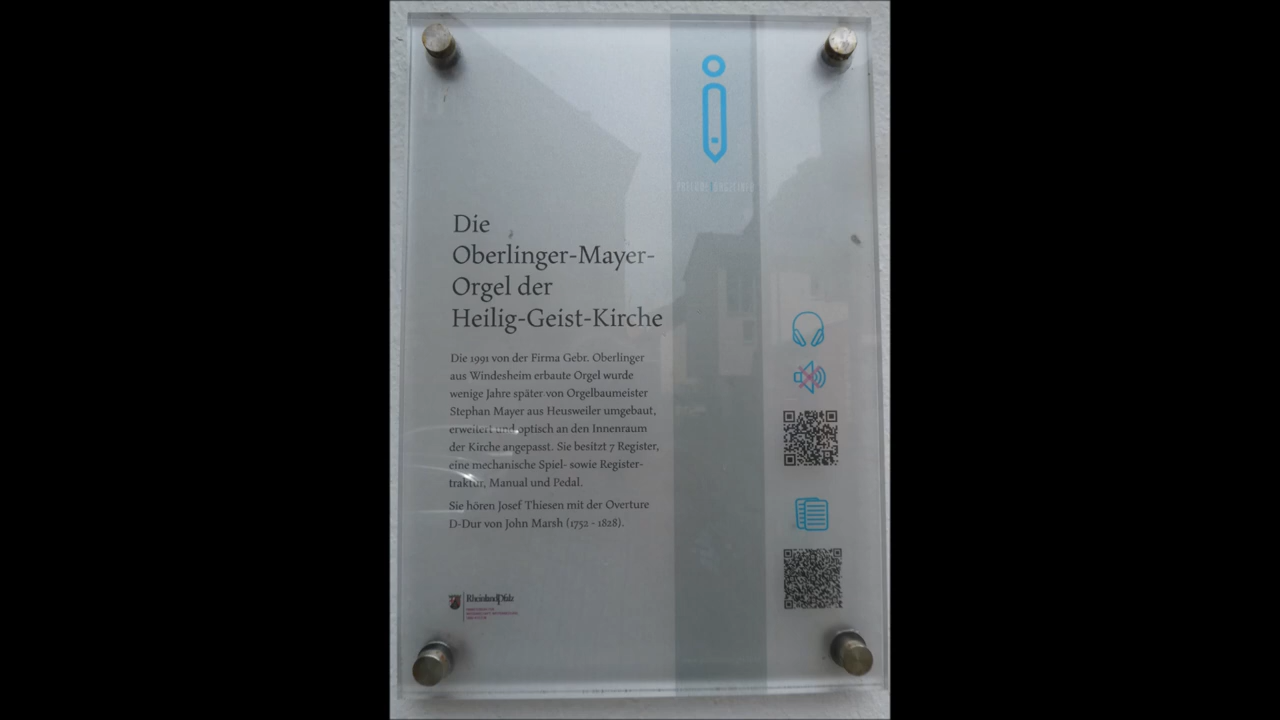 Die
Oberlinger-Mayer-
Orgel der
Heilig-Geist-Kirche
Die 1991 von der Firma Gebr. Oberlinger
aus Windesheim erbaute Orgel wurde
wenige Jahre später von Orgelbaumeister
Stephan Mayer aus Heusweiler umgebaut,
erweitert und optisch an den Innenraum
der Kirche angepasst. Sie besitzt 7 Register,
eine mechanische Spiel- sowie Register-
traktur, Manual und Pedal.
Sie hören Josef Thiesen mit der Overture
D-Dur von John Marsh (1752 - 1828).
RheinlandPfalz